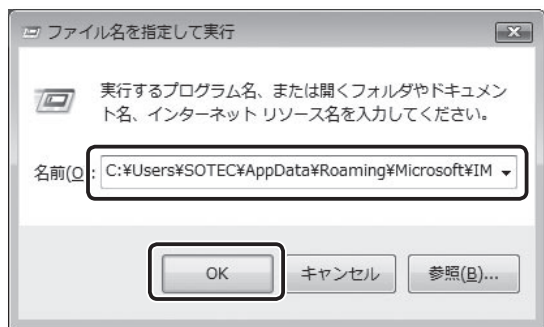 ファイル名を指定して実行
実行するプログラム名、または開くフォルダやドキュメン
ト名、インターネット リソース名を入力してください。
名前(O): C:¥Users¥SOTEC¥AppData¥Roaming¥Microsoft¥IM
OK キャンセル 参照(B)...